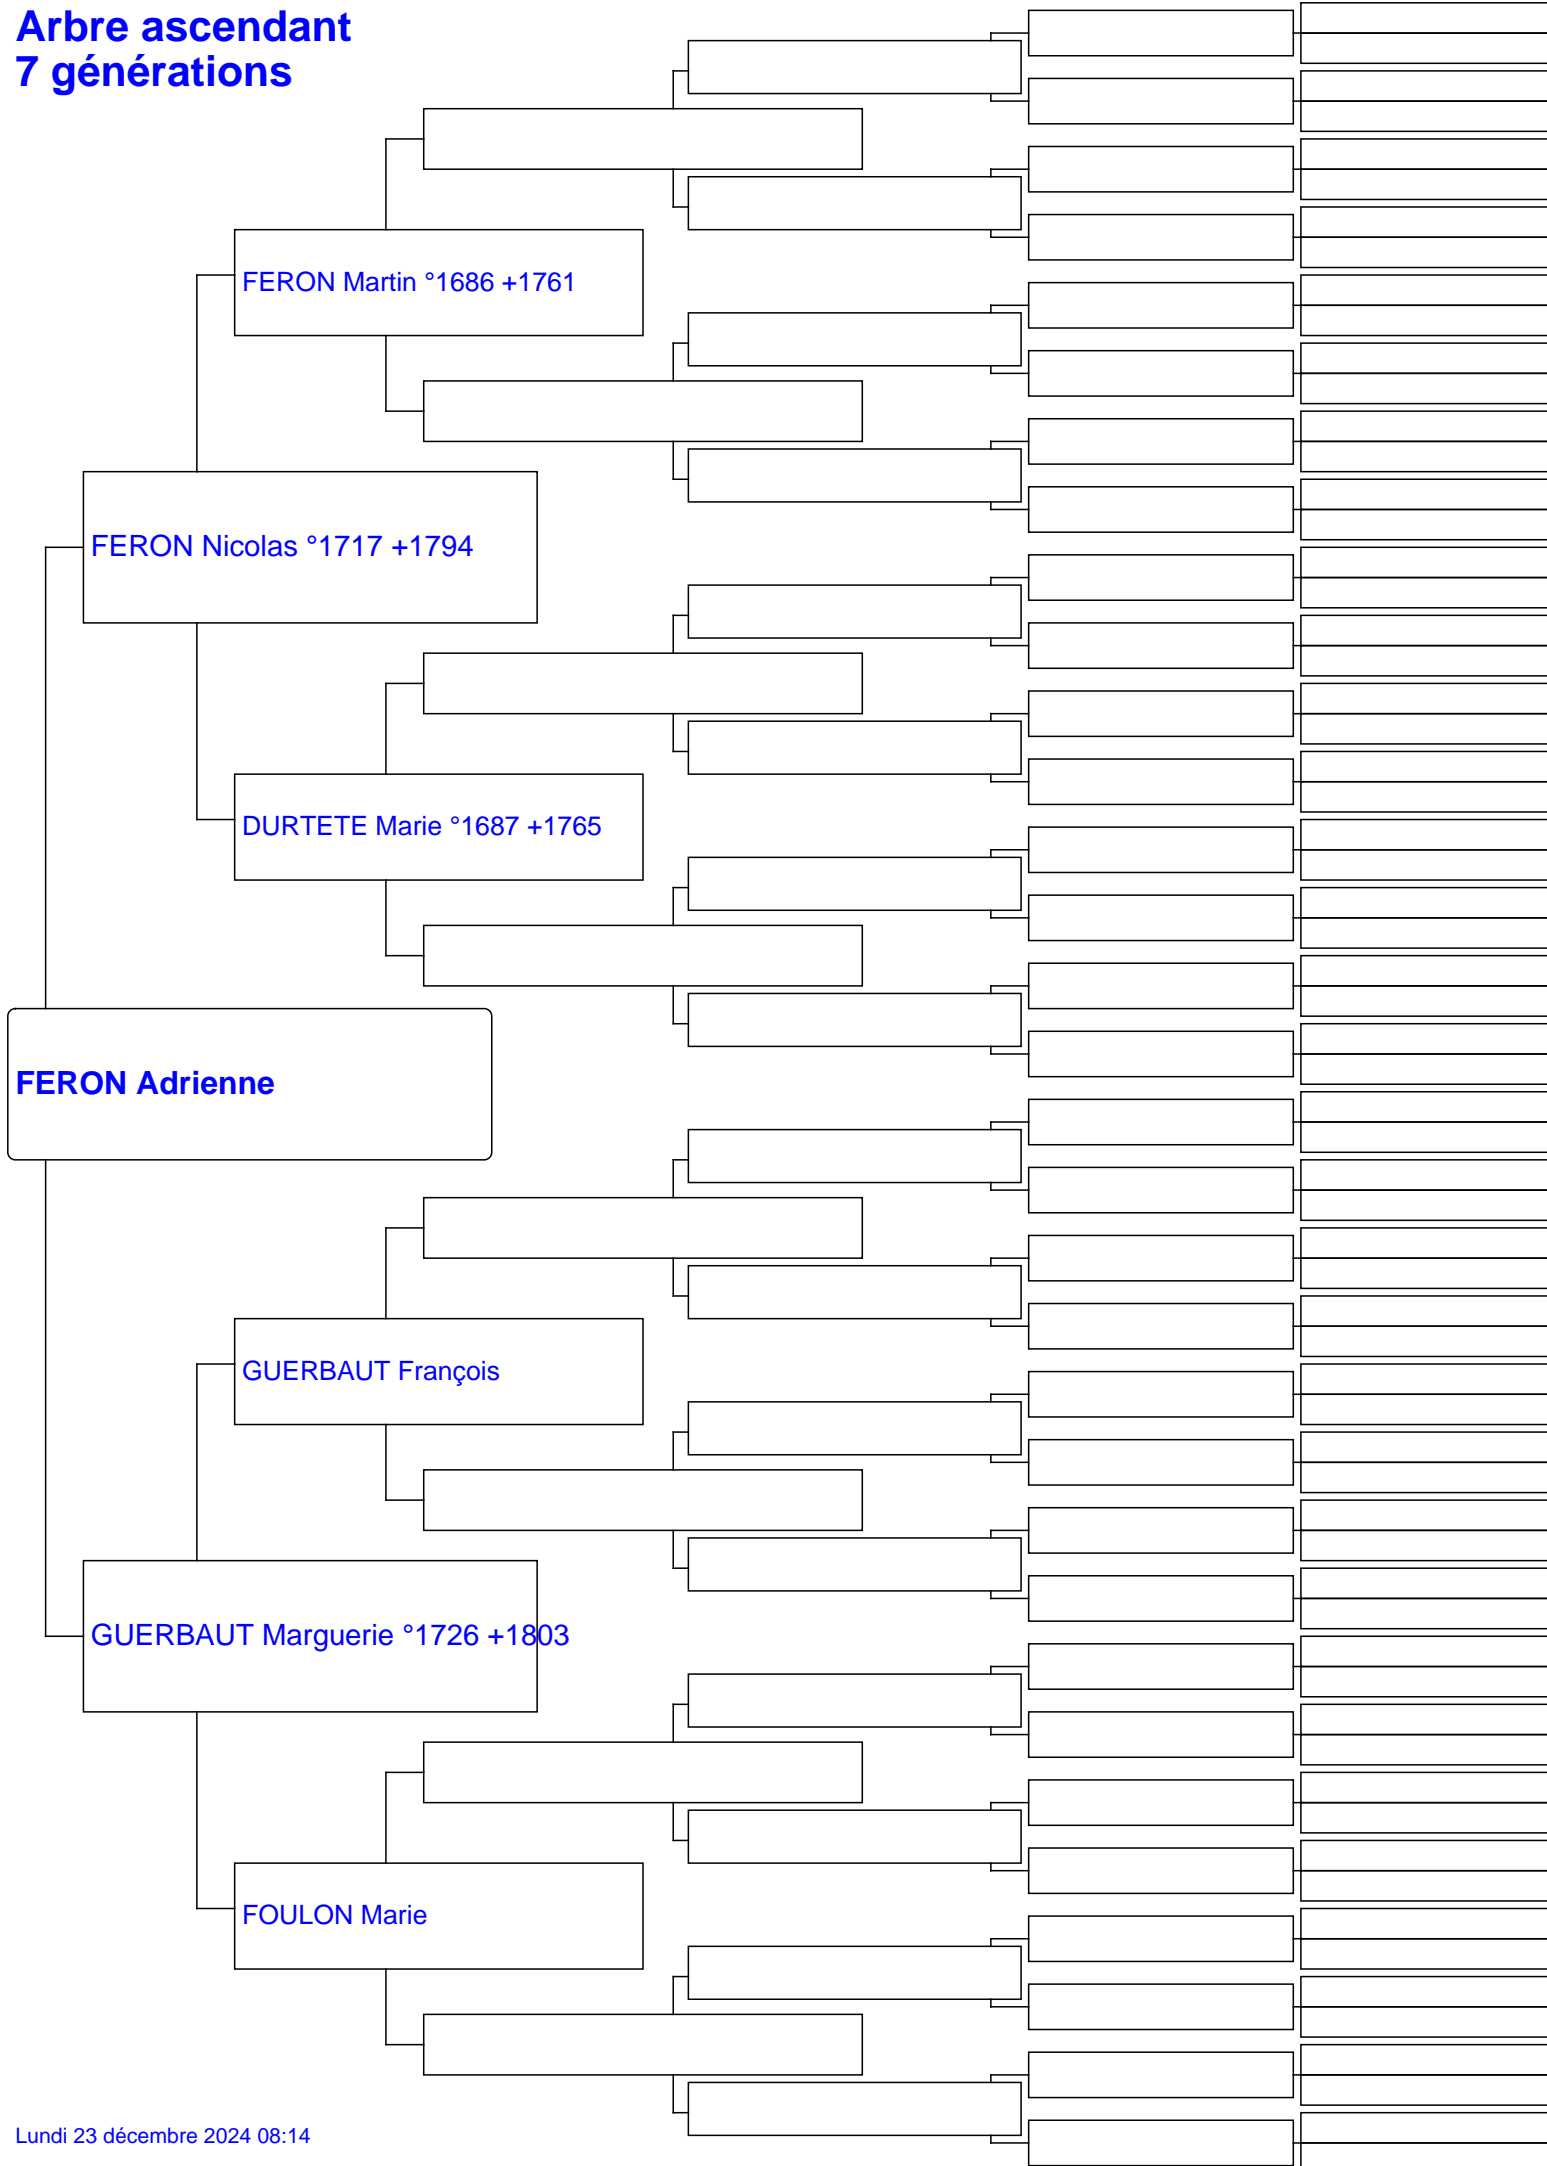 Arbre ascendant
7 générations
FERON Martin °1686 +1761
FERON Nicolas °1717 +1794
DURTETE Marie °1687 +1765
FERON Adrienne
GUERBAUT François
GUERBAUT Marguerie °1726 +1803
FOULON Marie
Lundi 23 décembre 2024 08:14